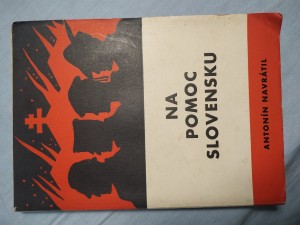 NA
POMOC
SLOVENSKU
ANTONÍN NAVRÁTIL